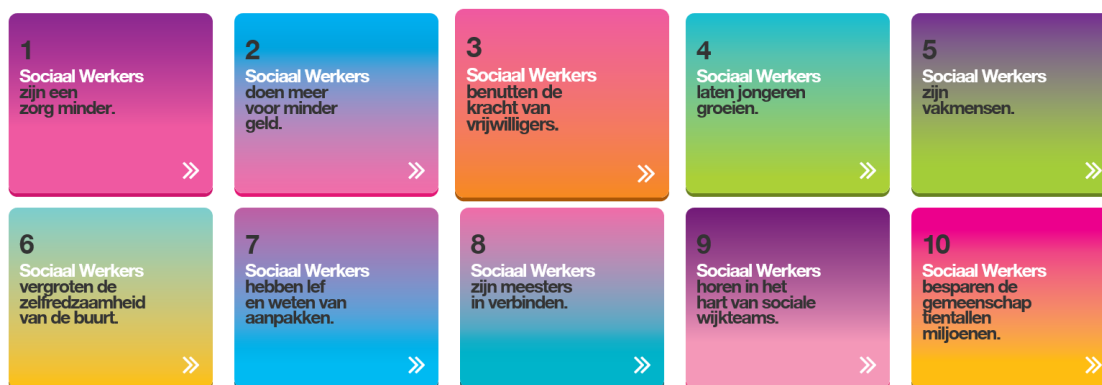 1
Sociaal Werkers
zijn een
zorg minder.
2
Sociaal Werkers
doen meer
voor minder
geld.
3
Sociaal Werkers
benutten de
kracht van
vrijwilligers.
4
Sociaal Werkers
laten jongeren
groeien.
5
Sociaal Werkers
zijn
vakmensen.
6
Sociaal Werkers
vergroten de
zelfredzaamheid
van de buurt.
7
Sociaal Werkers
hebben lef
en weten van
aanpakken.
8
Sociaal Werkers
zijn meesters
in verbinden.
9
Sociaal Werkers
horen in het
hart van sociale
wijkteams.
10
Sociaal Werkers
besparen de
gemeenschap
tientallen
miljoenen.